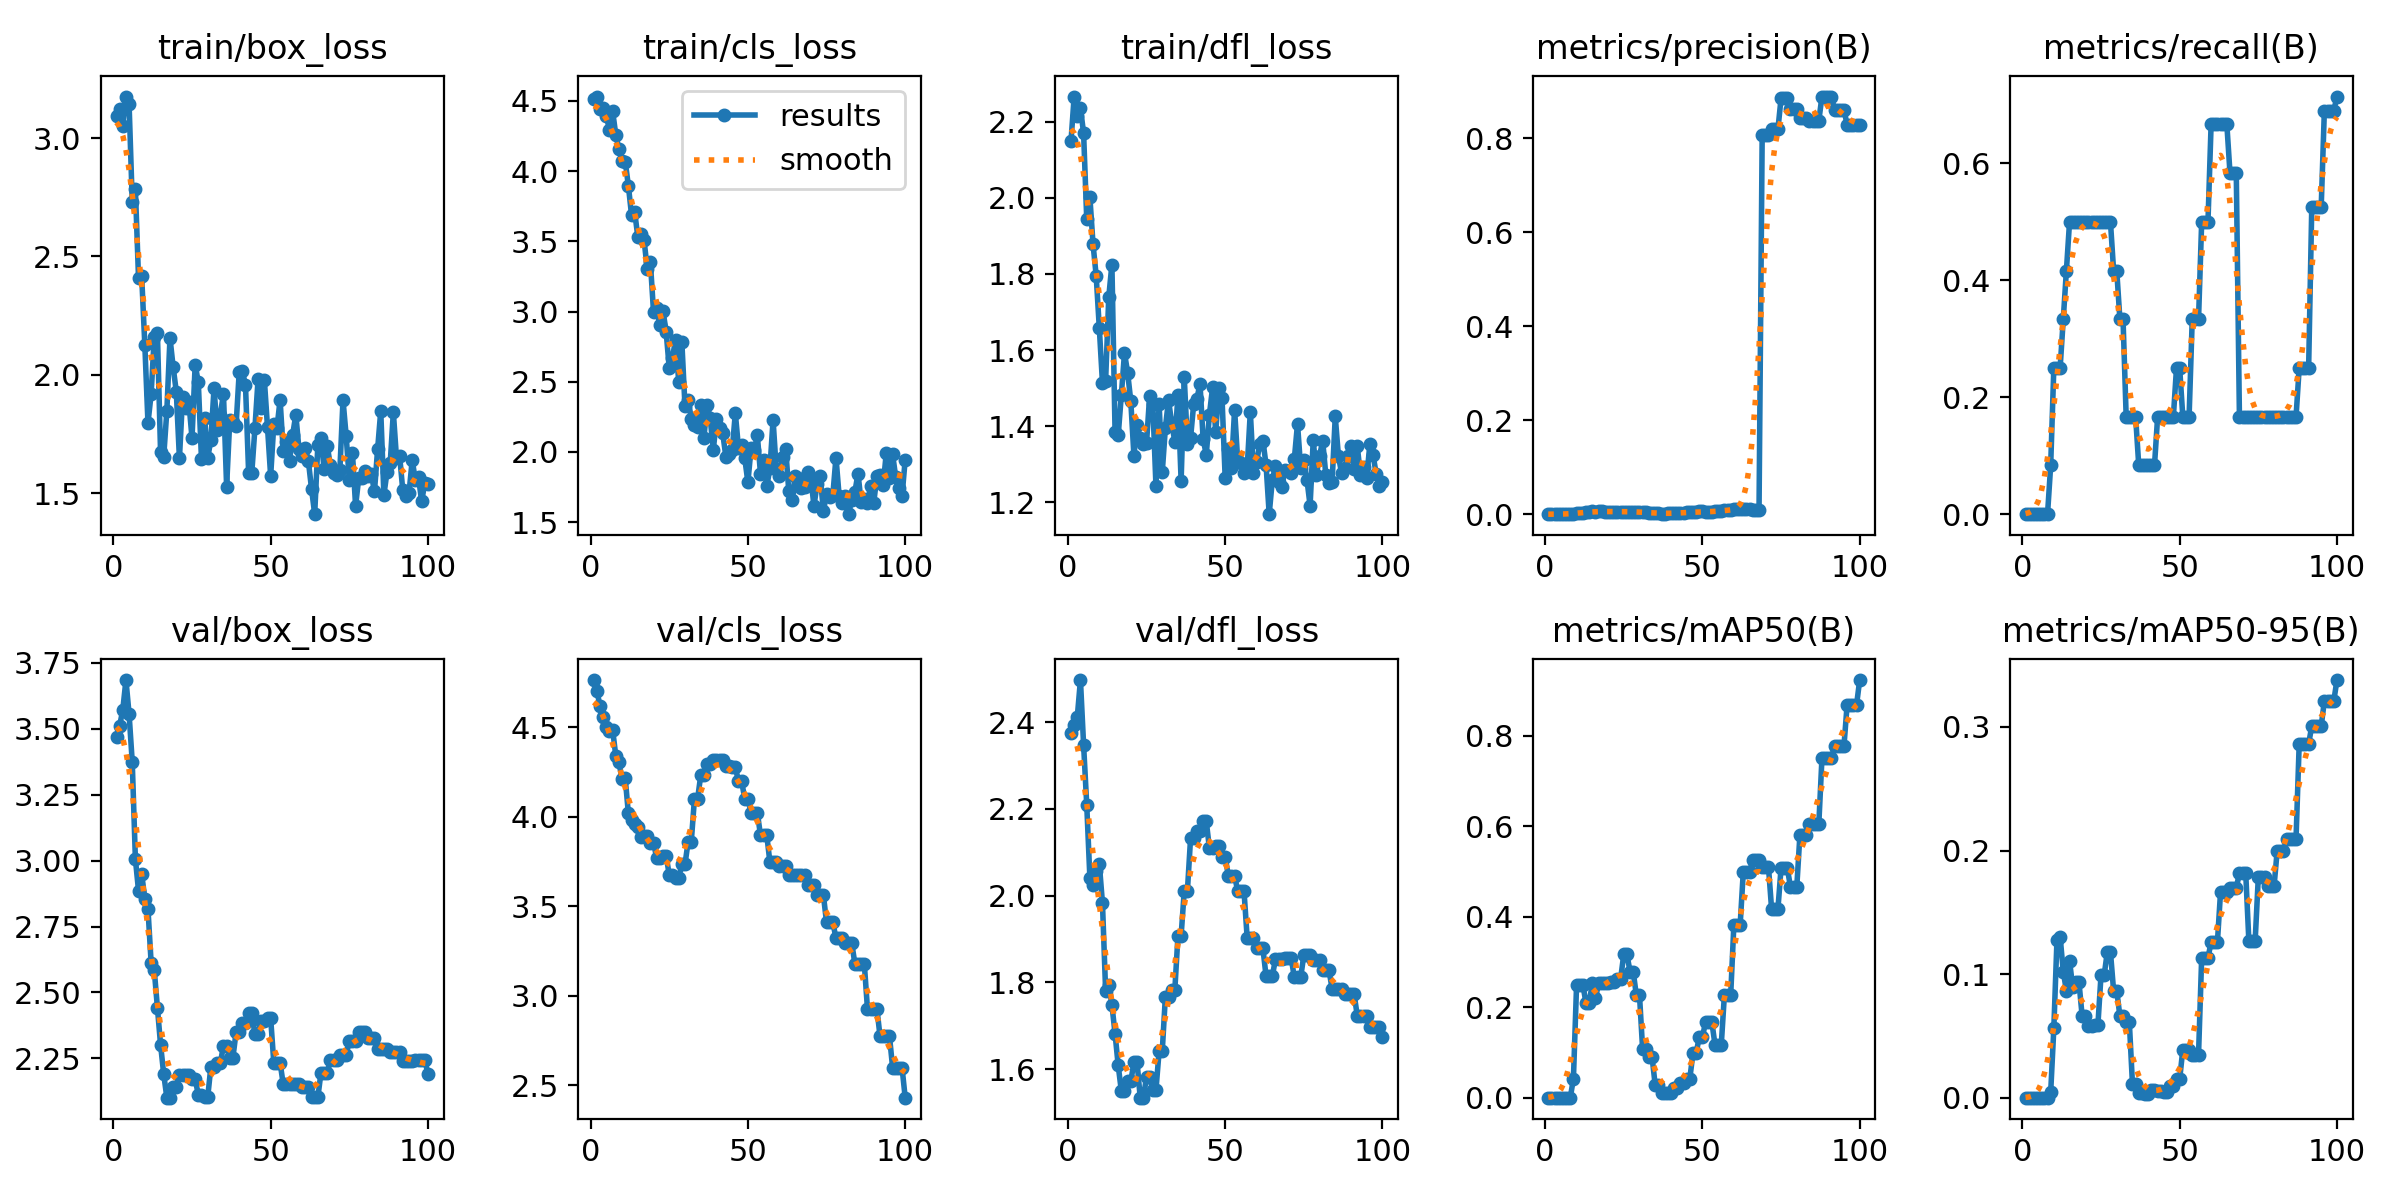 train/box_loss
3.0
2.5
2.0
1.5
0 50 100
train/cls_loss
results
smooth
4.5
4.0
3.5
3.0
2.5
2.0
1.5
0 50 100
train/dfl_loss
2.2
2.0
1.8
1.6
1.4
1.2
0 50 100
metrics/precision(B)
0.8
0.6
0.4
0.2
0.0
0 50 100
metrics/recall(B)
0.6
0.4
0.2
0.0
0 50 100
val/box_loss
3.75
3.50
3.25
3.00
2.75
2.50
2.25
0 50 100
val/cls_loss
4.5
4.0
3.5
3.0
2.5
0 50 100
val/dfl_loss
2.4
2.2
2.0
1.8
1.6
0 50 100
metrics/mAP50(B)
0.8
0.6
0.4
0.2
0.0
0 50 100
metrics/mAP50-95(B)
0.3
0.2
0.1
0.0
0 50 100